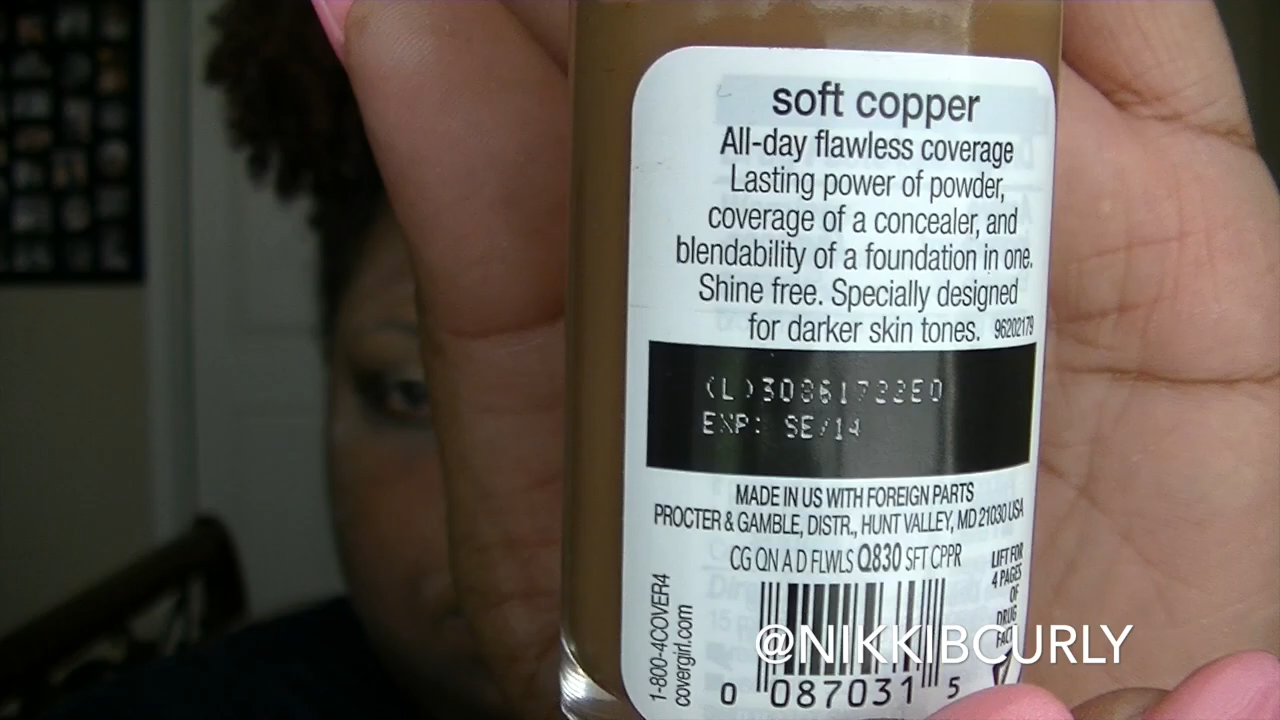 soft copper
All-day flawless coverage
Lasting power of powder,
coverage of a concealer, and
blendability of a foundation in one.
Shine free. Specially designed
for darker skin tones. 96202179
(L)30861722E0
EXP: SE/14
MADE IN US WITH FOREIGN PARTS
PROCTER & GAMBLE, DISTR., HUNT VALLEY, MD 21030 USA
CG QN A D FLWLS Q830 SFT CPPR
LIFT FOR
4 PAGES
OF
DRUG
1-800-4COVER4
covergirl.com
@NIKKIBCURLY
0 087031 5